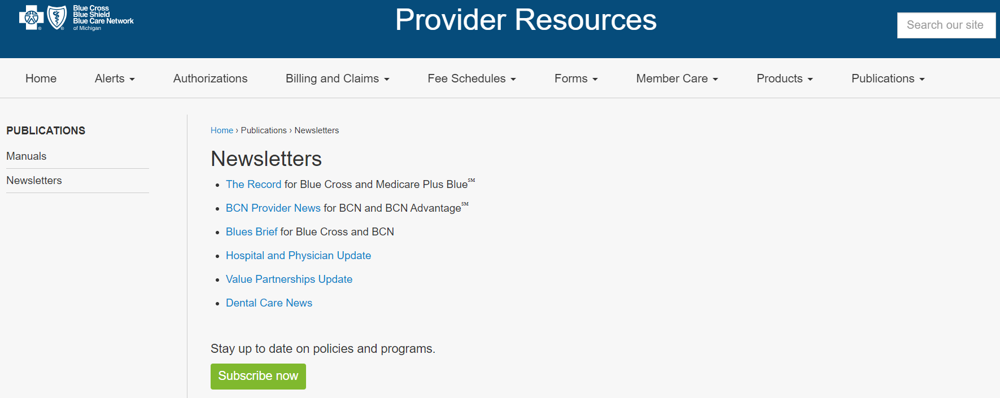 Blue Cross
Blue Shield
Blue Care Network
of Michigan
Provider Resources
Search our site
Home
Alerts
Authorizations
Billing and Claims
Fee Schedules
Forms
Member Care
Products
Publications
PUBLICATIONS
Manuals
Newsletters
Home › Publications › Newsletters
Newsletters
• The Record for Blue Cross and Medicare Plus Blue℠
• BCN Provider News for BCN and BCN Advantage℠
• Blues Brief for Blue Cross and BCN
• Hospital and Physician Update
• Value Partnerships Update
• Dental Care News
Stay up to date on policies and programs.
Subscribe now